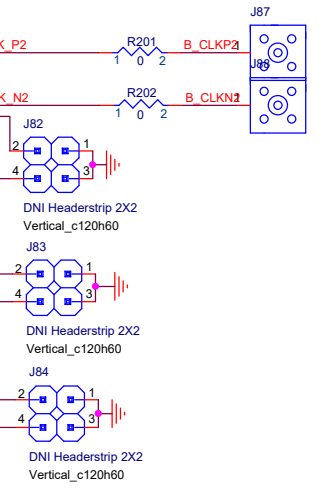 J87
K_P2 R201 B_CLKP2 1
1 0 2
J88
K_N2 R202 B_CLKN2 1
1 0 2
J82
2 1
4 3
DNI Headerstrip 2X2
Vertical_c120h60
J83
2 1
4 3
DNI Headerstrip 2X2
Vertical_c120h60
J84
2 1
4 3
DNI Headerstrip 2X2
Vertical_c120h60